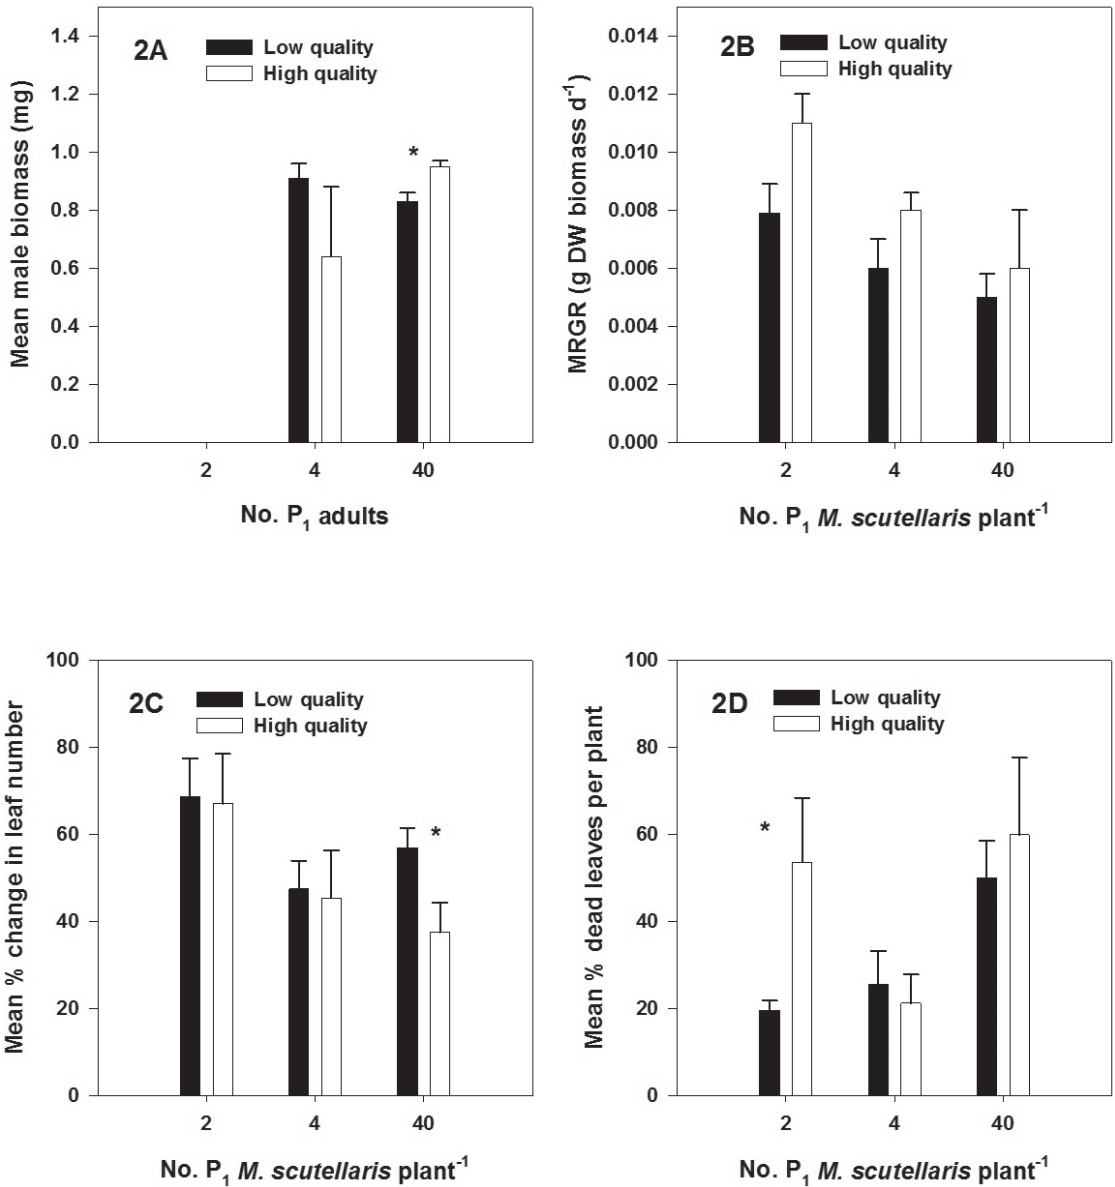 2A
Low quality
High quality
Mean male biomass (mg)
1.4
1.2
1.0
0.8
0.6
0.4
0.2
0.0
*
2
4
40
No. P1 adults
2B
Low quality
High quality
MRGR (g DW biomass d-1)
0.014
0.012
0.010
0.008
0.006
0.004
0.002
0.000
2
4
40
No. P1 M. scutellaris plant-1
2C
Low quality
High quality
Mean % change in leaf number
100
80
60
40
20
0
*
2
4
40
No. P1 M. scutellaris plant-1
2D
Low quality
High quality
Mean % dead leaves per plant
100
80
60
40
20
0
*
2
4
40
No. P1 M. scutellaris plant-1